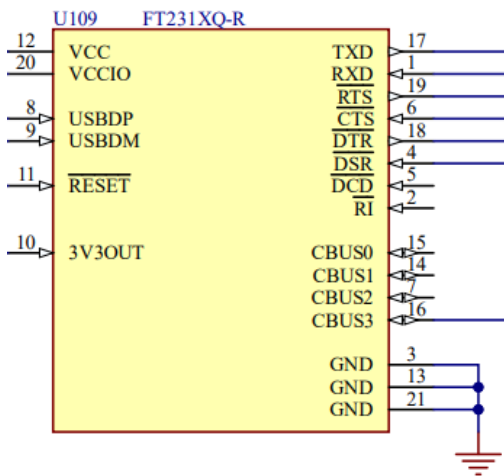 U109 FT231XQ-R
12 VCC TXD 17
20 VCCIO RXD 1
RTS 19
8 USBDP CTS 6
9 USBDM DTR 18
DSR 4
11 RESET DCD 5
RI 2
10 3V3OUT CBUS0 15
CBUS1 14
CBUS2 7
CBUS3 16
GND 3
GND 13
GND 21